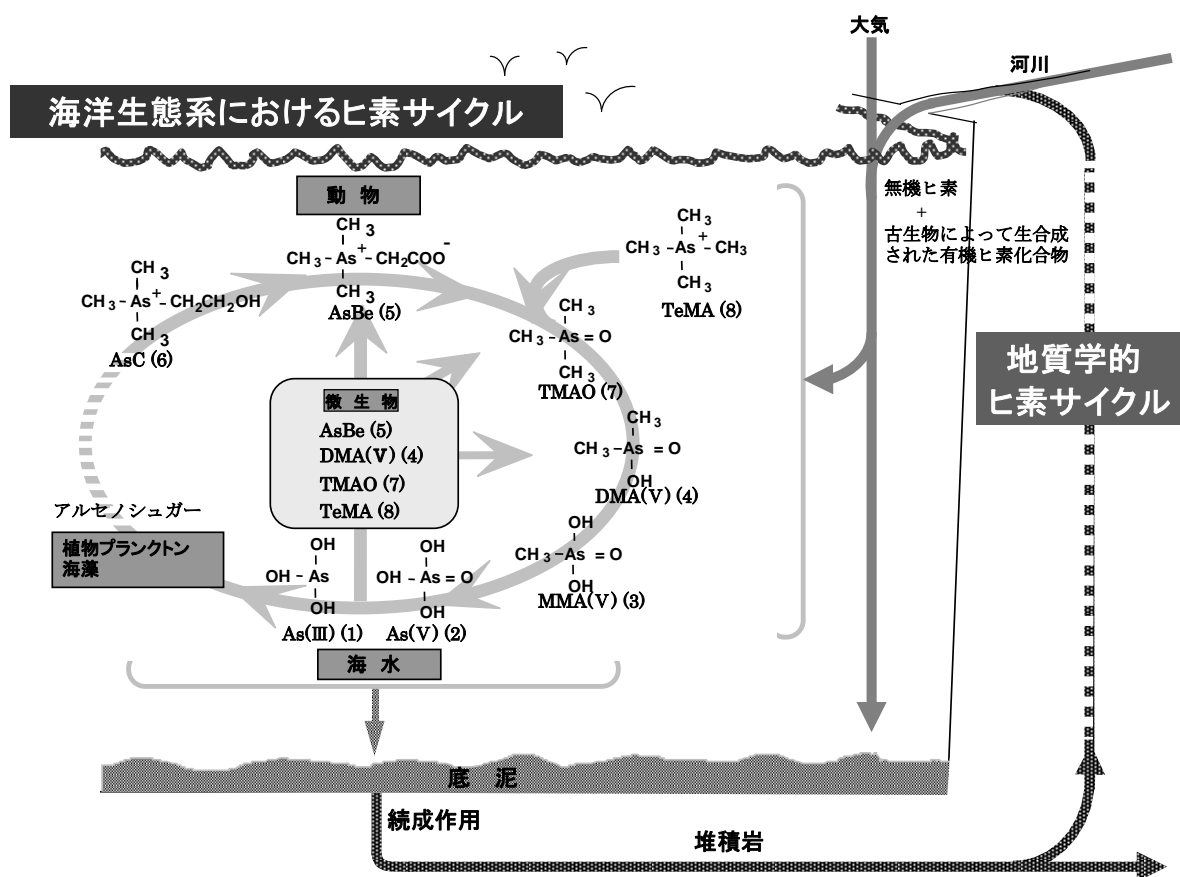 大気
河川
海洋生態系におけるヒ素サイクル
動 物
無機ヒ素
+
古生物によって生合成
された有機ヒ素化合物
CH3
CH3-As+-CH2COO-
CH3
AsBe (5)
CH3
CH3-As+-CH3
CH3
TeMA (8)
CH3
CH3-As+-CH2CH2OH
CH3
AsC (6)
CH3
CH3-As=O
CH3
TMAO (7)
地質学的
ヒ素サイクル
微 生 物
AsBe (5)
DMA(V) (4)
TMAO (7)
TeMA (8)
CH3
CH3-As=O
OH
DMA(V) (4)
アルセノシュガー
植物プランクトン
海藻
OH
OH-As
OH
As(Ⅲ) (1)
OH
OH-As=O
OH
As(V) (2)
OH
CH3-As=O
OH
MMA(V) (3)
海 水
底 泥
続成作用
堆積岩